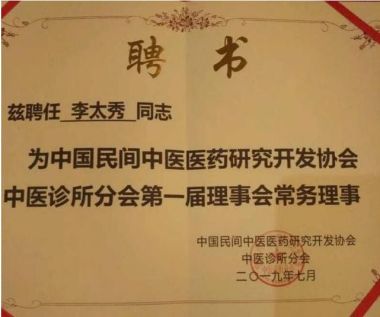 聘书
兹聘任 李太秀 同志
为中国民间中医医药研究开发协会
中医诊所分会第一届理事会常务理事
中国民间中医医药研究开发协会
中医诊所分会
二〇一九年七月